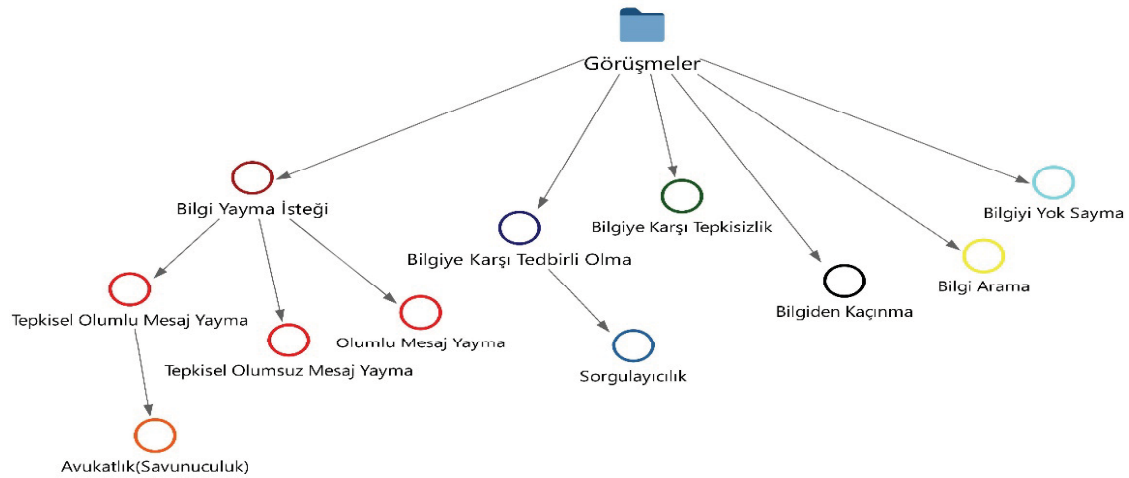 Görüşmeler
Bilgi Yayma İsteği
Bilgiye Karşı Tedbirli Olma
Bilgiye Karşı Tepkisizlik
Bilgiden Kaçınma
Bilgi Arama
Bilgiyi Yok Sayma
Tepkisel Olumlu Mesaj Yayma
Tepkisel Olumsuz Mesaj Yayma
Olumlu Mesaj Yayma
Sorgulayıcılık
Avukatlık(Savunuculuk)